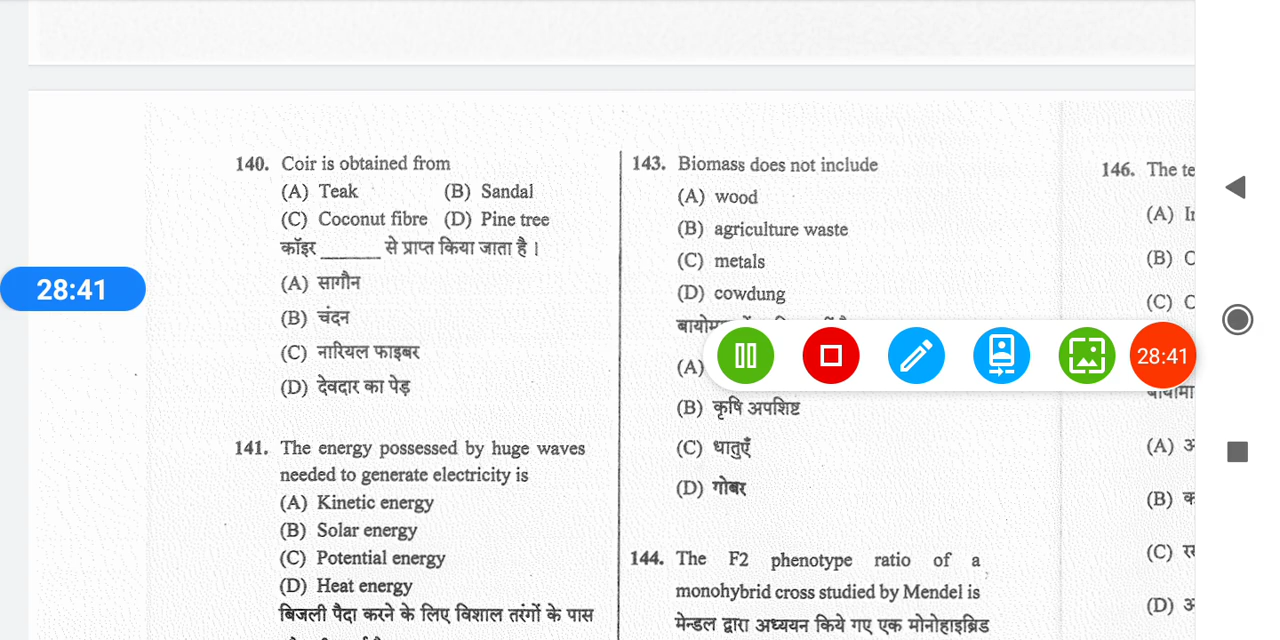 140. Coir is obtained from
(A) Teak (B) Sandal
(C) Coconut fibre (D) Pine tree
कॉइर ______ से प्राप्त किया जाता है ।
(A) सागौन
(B) चंदन
(C) नारियल फाइबर
(D) देवदार का पेड़
28:41
141. The energy possessed by huge waves
needed to generate electricity is
(A) Kinetic energy
(B) Solar energy
(C) Potential energy
(D) Heat energy
बिजली पैदा करने के लिए विशाल तरंगों के पास
143. Biomass does not include
(A) wood
(B) agriculture waste
(C) metals
(D) cowdung
(A)
28:41
(B) कृषि अपशिष्ट
(C) धातुएँ
(D) गोबर
144. The F2 phenotype ratio of a
monohybrid cross studied by Mendel is
मेन्डल द्वारा अध्ययन किये गए एक मोनोहाइब्रिड
146. The
(A)
(B)
(C)
(A)
(B)
(C)
(D)